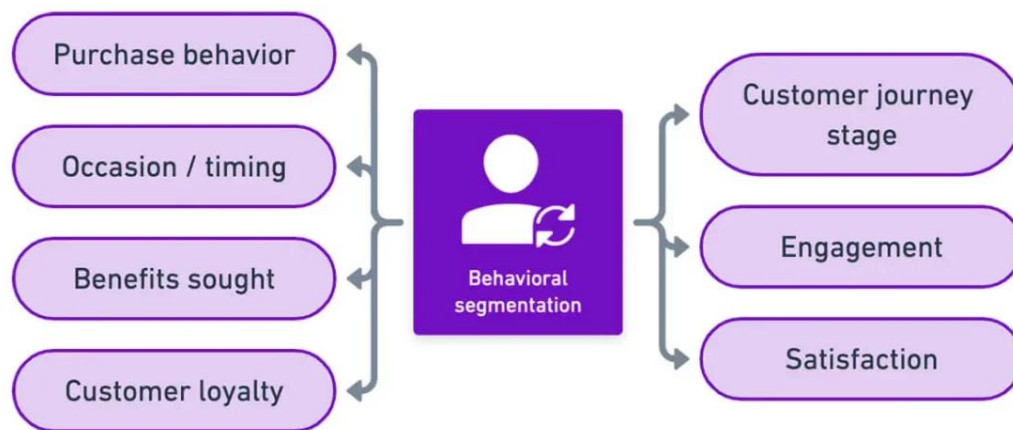 Purchase behavior
Occasion / timing
Benefits sought
Customer loyalty
Behavioral
segmentation
Customer journey
stage
Engagement
Satisfaction